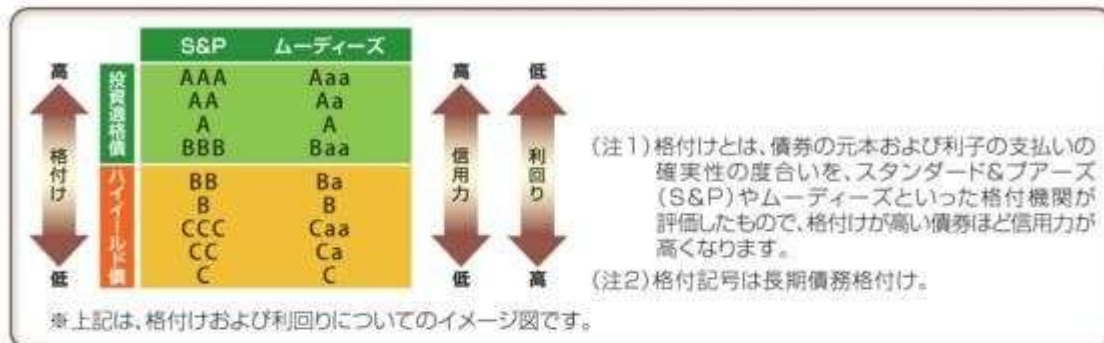 S&P ムーディーズ
高 高 低
投資適格債
AAA Aaa
AA Aa
A A
BBB Baa
格付け 信用力 利回り
ハイイールド債
BB Ba
B B
CCC Caa
CC Ca
C C
低 低 高
(注1)格付けとは、債券の元本および利子の支払いの
確実性の度合いを、スタンダード&プアーズ
(S&P)やムーディーズといった格付機関が
評価したもので、格付けが高い債券ほど信用力が
高くなります。
(注2)格付記号は長期債務格付け。
※上記は、格付けおよび利回りについてのイメージ図です。